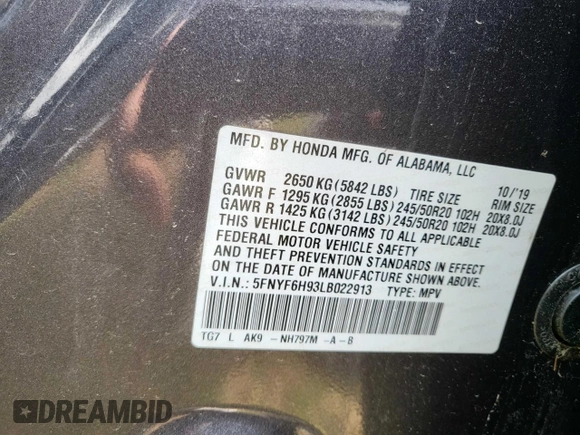 MFD. BY HONDA MFG. OF ALABAMA, LLC
GVWR 2650 KG (5842 LBS) TIRE SIZE 10/'19 RIM SIZE
GAWR F 1295 KG (2855 LBS) 245/50R20 102H 20X8.0J
GAWR R 1425 KG (3142 LBS) 245/50R20 102H 20X8.0J
THIS VEHICLE CONFORMS TO ALL APPLICABLE
FEDERAL MOTOR VEHICLE SAFETY
AND THEFT PREVENTION STANDARDS IN EFFECT
ON THE DATE OF MANUFACTURE SHOWN ABOVE.
V.I.N.: 5FNYF6H93LB022913 TYPE: MPV
TG7 L AK9 -NH797M -A-B
DREAMBID